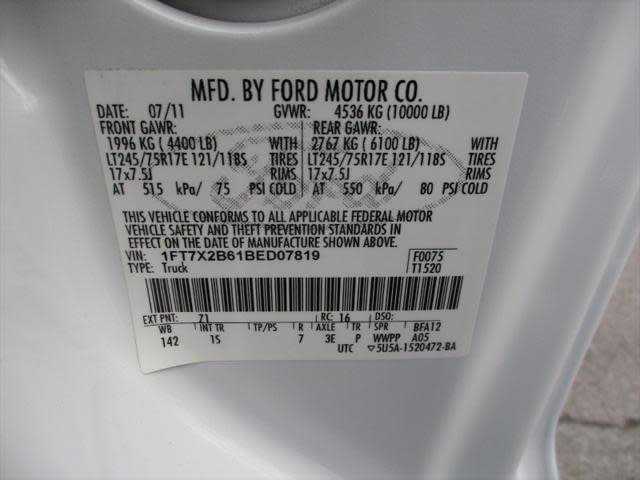 MFD. BY FORD MOTOR CO.
DATE: 07/11 GVWR: 4536 KG (10000 LB)
FRONT GAWR: REAR GAWR:
1996 KG ( 4400 LB) WITH 2767 KG ( 6100 LB) WITH
LT245/75R17E 121/118S TIRES LT245/75R17E 121/118S TIRES
17x7.5J RIMS 17x7.5J RIMS
AT 515 kPa/ 75 PSI COLD AT 550 kPa/ 80 PSI COLD
THIS VEHICLE CONFORMS TO ALL APPLICABLE FEDERAL MOTOR
VEHICLE SAFETY AND THEFT PREVENTION STANDARDS IN
EFFECT ON THE DATE OF MANUFACTURE SHOWN ABOVE.
VIN: 1FT7X2B61BED07819 F0075
TYPE: Truck T1520
EXT PNT: Z1 RC: 16 DSO:
WB INT TR TP/PS R AXLE TR SPR BFA12
142 1S 7 3E P WWPP A05
UTC ▽5U5A-1520472-BA
Ford